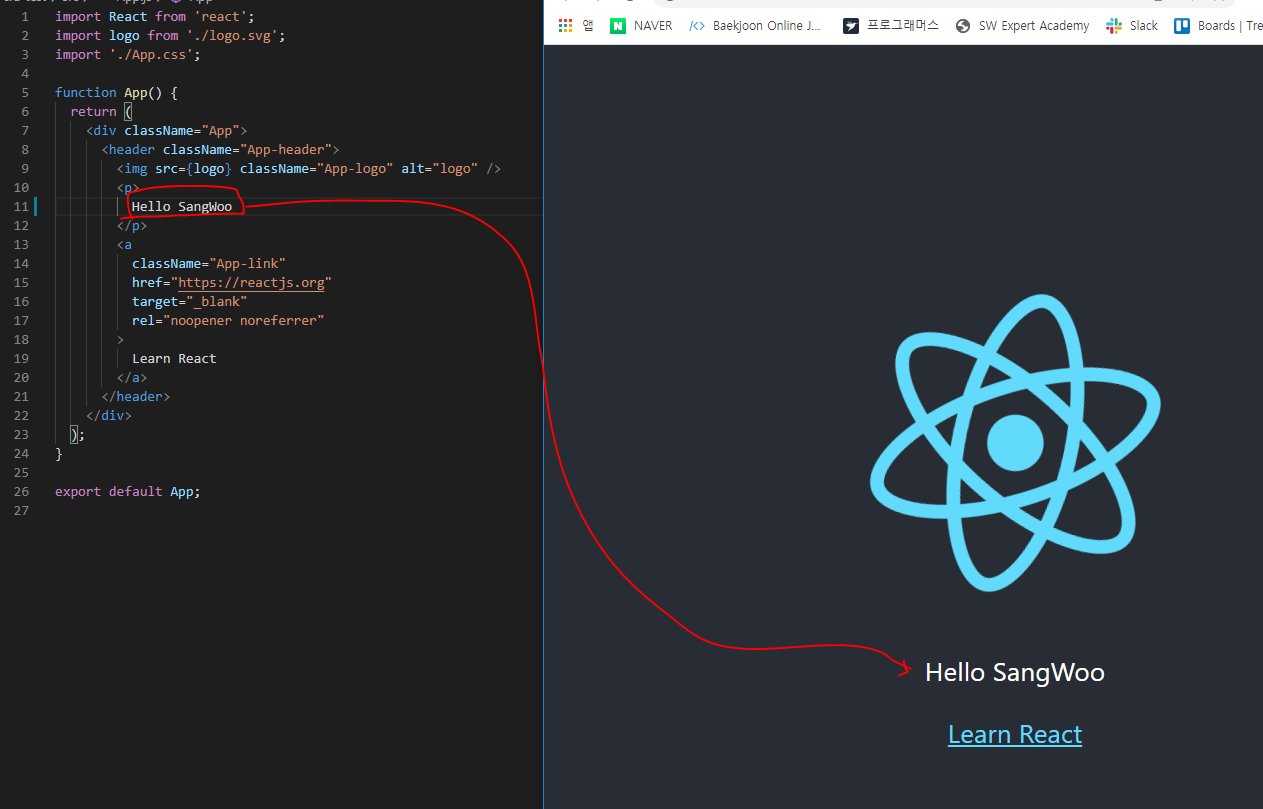 1 import React from 'react';
2 import logo from './logo.svg';
3 import './App.css';
4
5 function App() {
6 return (
7 <div className="App">
8 <header className="App-header">
9 <img src={logo} className="App-logo" alt="logo" />
10 <p>
11 Hello SangWoo
12 </p>
13 <a
14 className="App-link"
15 href="https://reactjs.org"
16 target="_blank"
17 rel="noopener noreferrer"
18 >
19 Learn React
20 </a>
21 </header>
22 </div>
23 );
24 }
25
26 export default App;
27
앱 NAVER Baekjoon Online J... 프로그래머스 SW Expert Academy Slack Boards | Tre
Hello SangWoo
Learn React